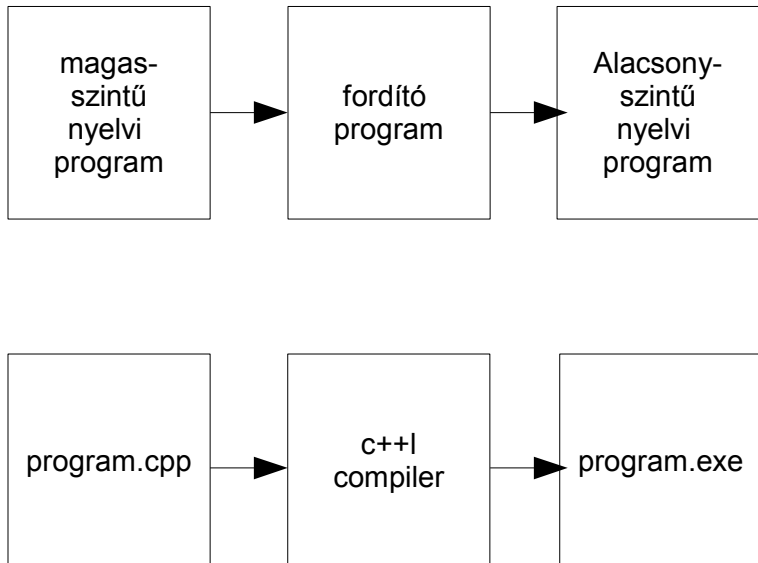 magas-
szintű
nyelvi
program
fordító
program
Alacsony-
szintű
nyelvi
program
program.cpp
c++l
compiler
program.exe